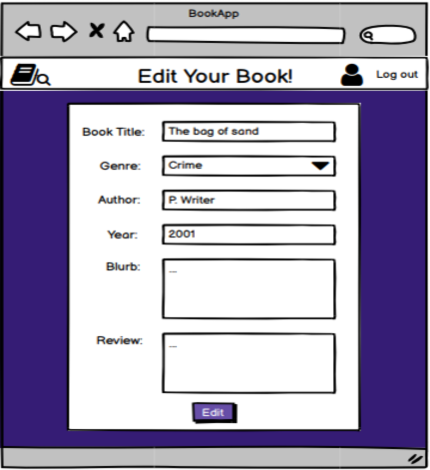 BookApp
Edit Your Book!
Log out
Book Title: The bag of sand
Genre: Crime
Author: P. Writer
Year: 2001
Blurb: ...
Review: ...
Edit